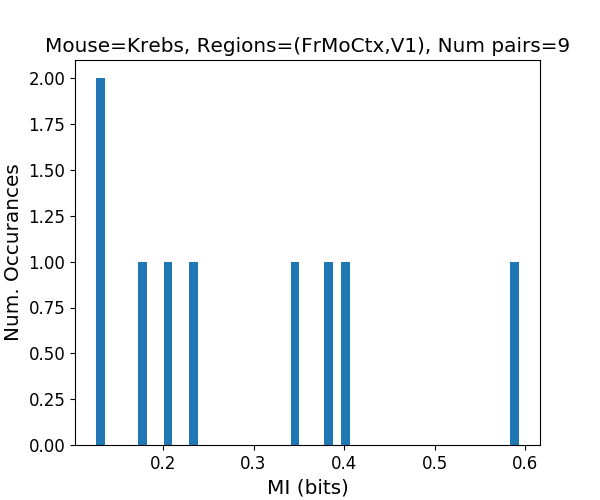 Mouse=Krebs, Regions=(FrMoCtx,V1), Num pairs=9
Num. Occurances
2.00
1.75
1.50
1.25
1.00
0.75
0.50
0.25
0.00
0.2 0.3 0.4 0.5 0.6
MI (bits)